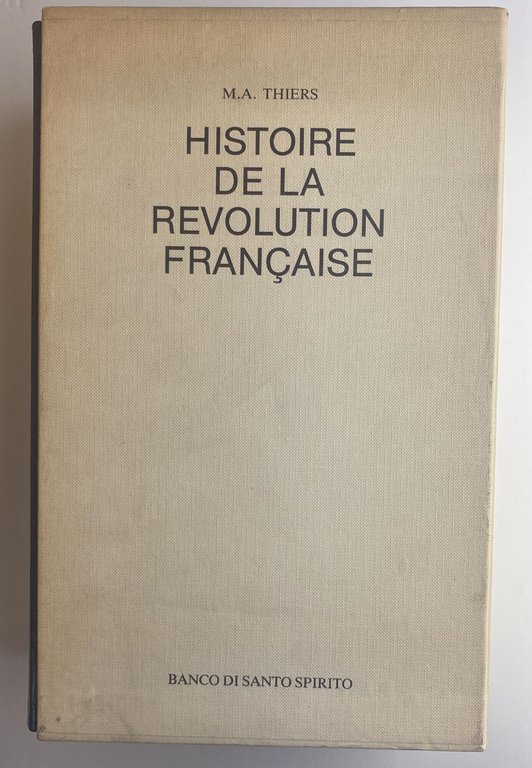 M.A. THIERS
HISTOIRE
DE LA
REVOLUTION
FRANÇAISE
BANCO DI SANTO SPIRITO